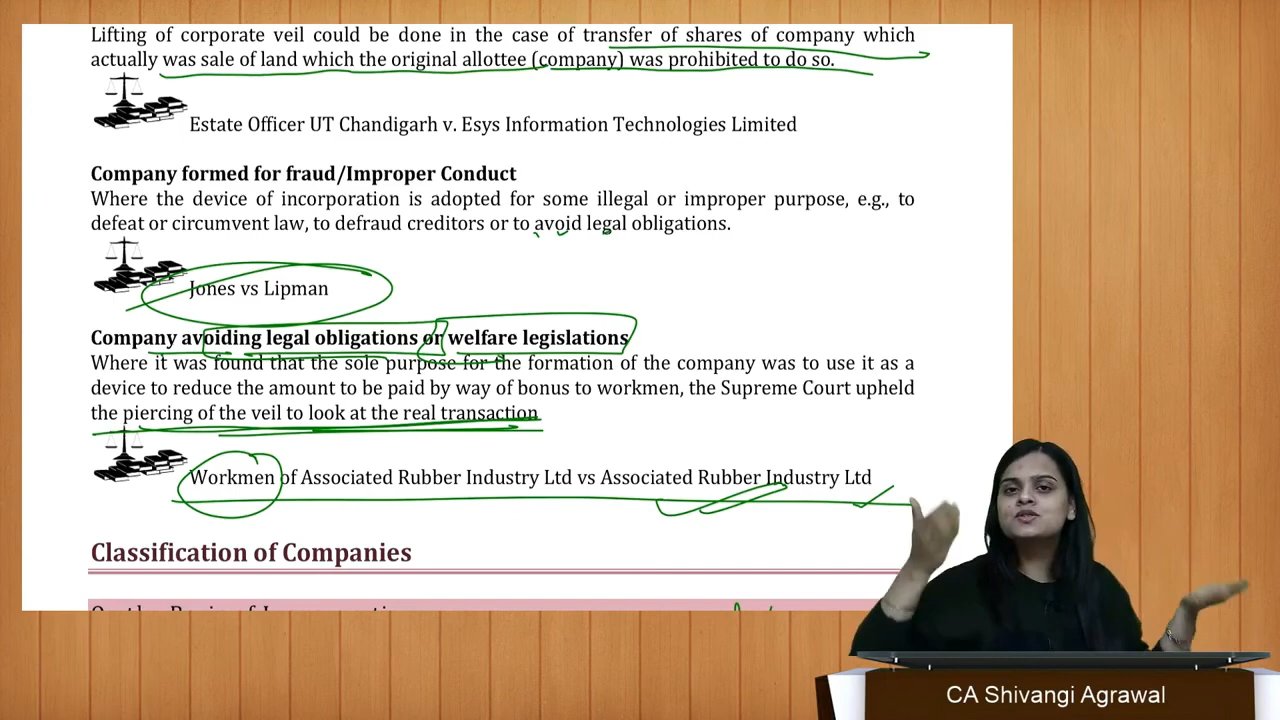 Lifting of corporate veil could be done in the case of transfer of shares of company which
actually was sale of land which the original allottee (company) was prohibited to do so.
Estate Officer UT Chandigarh v. Esys Information Technologies Limited
Company formed for fraud/Improper Conduct
Where the device of incorporation is adopted for some illegal or improper purpose, e.g., to
defeat or circumvent law, to defraud creditors or to avoid legal obligations.
Jones vs Lipman
Company avoiding legal obligations or welfare legislations
Where it was found that the sole purpose for the formation of the company was to use it as a
device to reduce the amount to be paid by way of bonus to workmen, the Supreme Court upheld
the piercing of the veil to look at the real transaction
Workmen of Associated Rubber Industry Ltd vs Associated Rubber Industry Ltd
Classification of Companies
CA Shivangi Agrawal